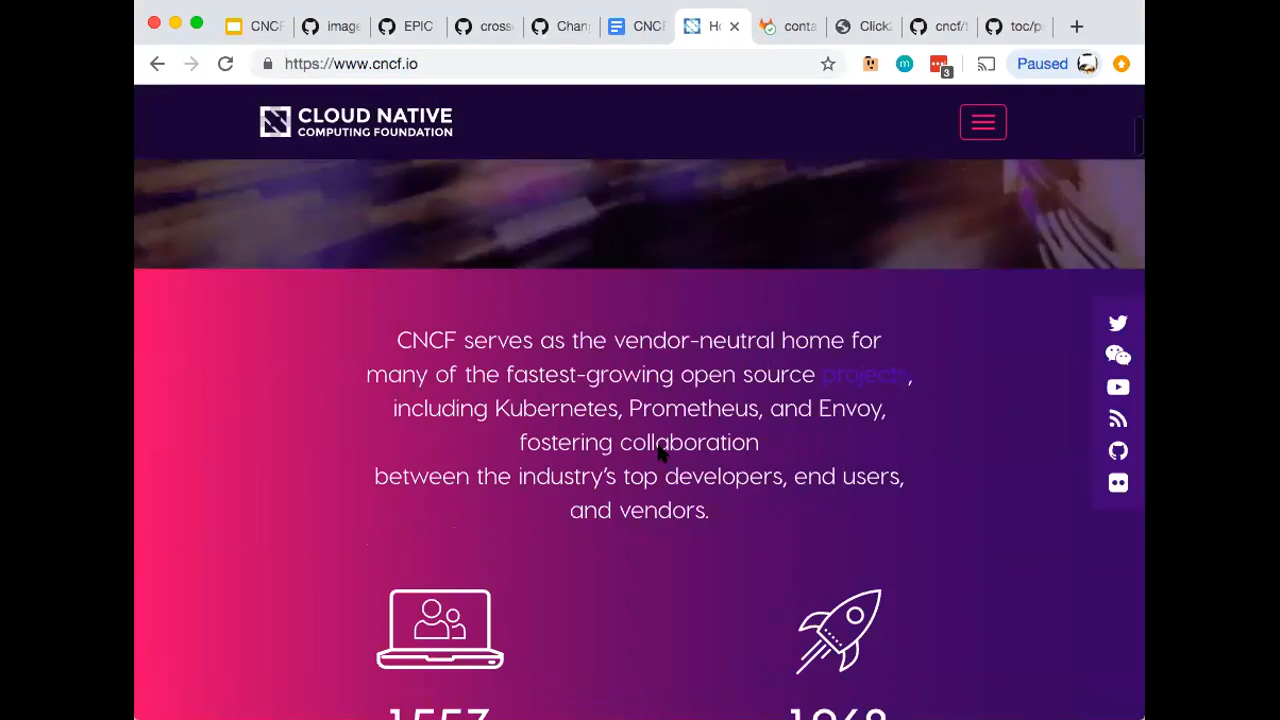 CNCF image EPIC cross Chan CNCF Ho conta Click cncf/t toc/p
https://www.cncf.io
3
Paused
CLOUD NATIVE
COMPUTING FOUNDATION
CNCF serves as the vendor-neutral home for
many of the fastest-growing open source projects,
including Kubernetes, Prometheus, and Envoy,
fostering collaboration
between the industry's top developers, end users,
and vendors.